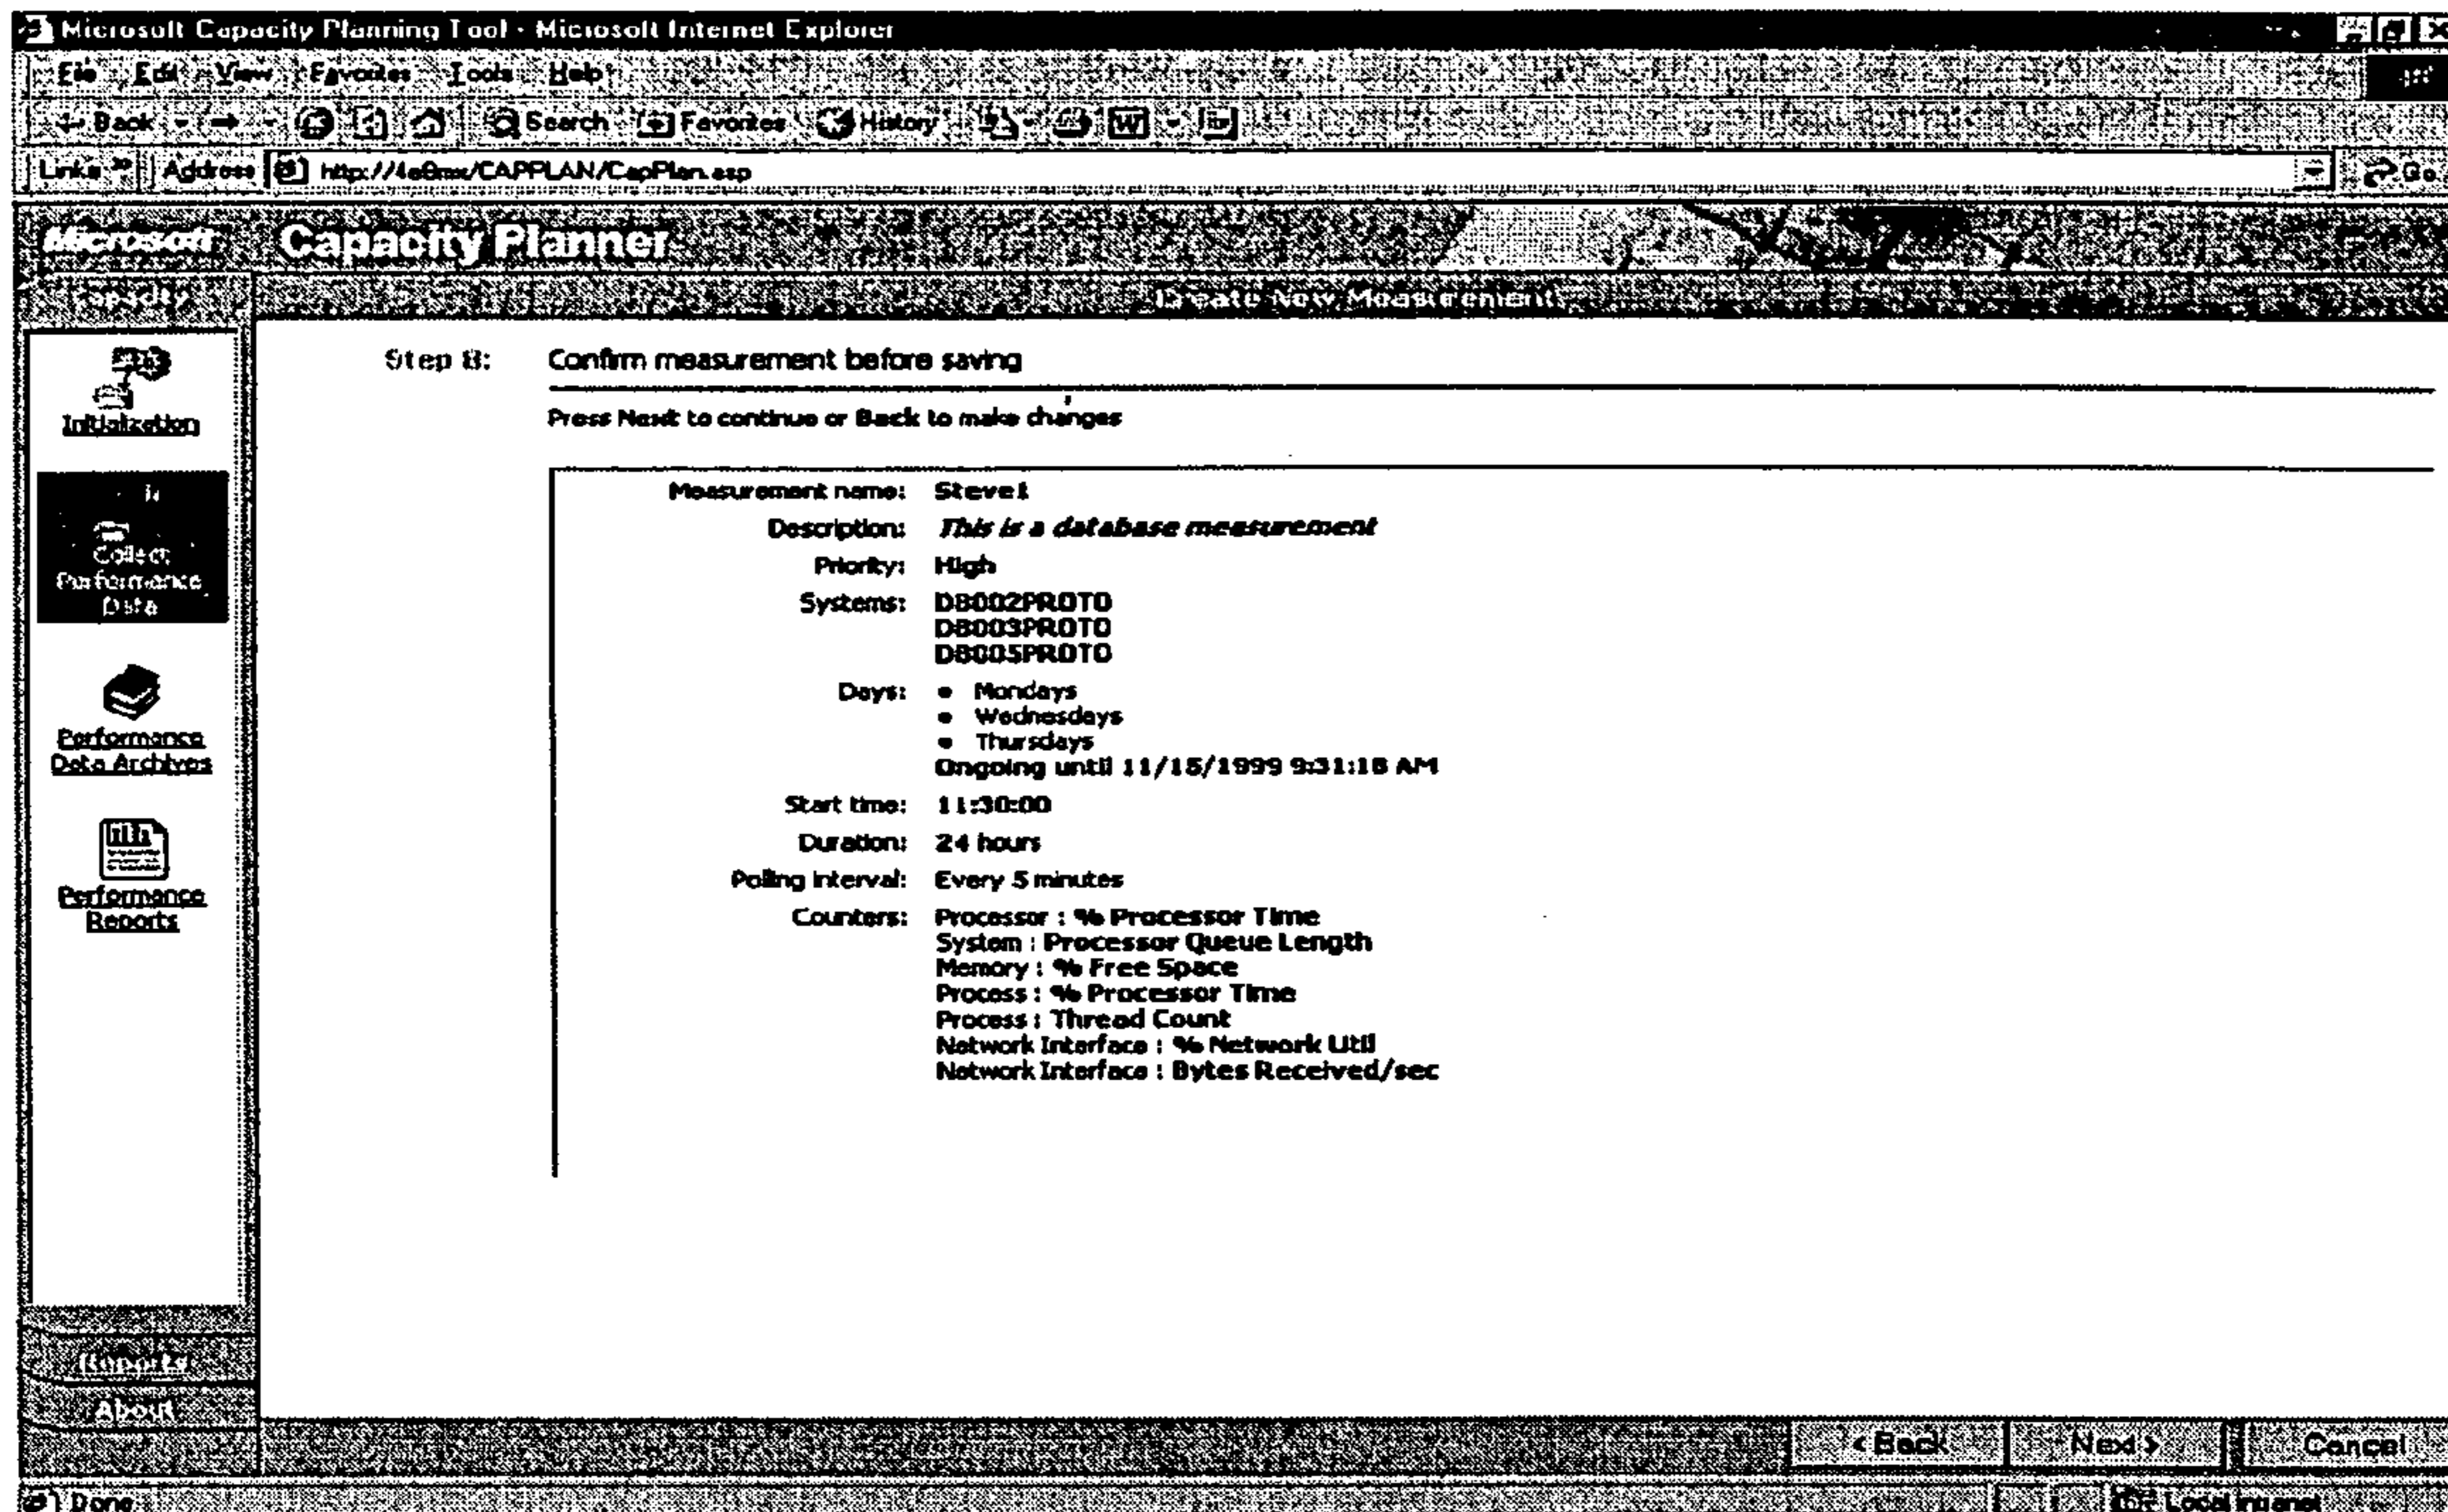 Microsoft Capacity Planning Tool - Microsoft Internet Explorer
File Edit View Favorites Tools Help
Back Search Favorites History
Links Address http://4a8mx/CAPPLAN/CapPlan.asp Go
Microsoft Capacity Planner
Capacity Create New Measurement
Step 8: Confirm measurement before saving
Press Next to continue or Back to make changes
Initialization
Collect
Performance
Data
Performance
Data Archives
Performance
Reports
Measurement name: Steve1
Description: This is a database measurement
Priority: High
Systems: DB002PROTO
DB003PROTO
DB005PROTO
Days: • Mondays
• Wednesdays
• Thursdays
Ongoing until 11/15/1999 9:31:18 AM
Start time: 11:30:00
Duration: 24 hours
Polling interval: Every 5 minutes
Counters: Processor : % Processor Time
System : Processor Queue Length
Memory : % Free Space
Process : % Processor Time
Process : Thread Count
Network Interface : % Network Util
Network Interface : Bytes Received/sec
Reports
About
< Back Next > Cancel
Done Local intranet